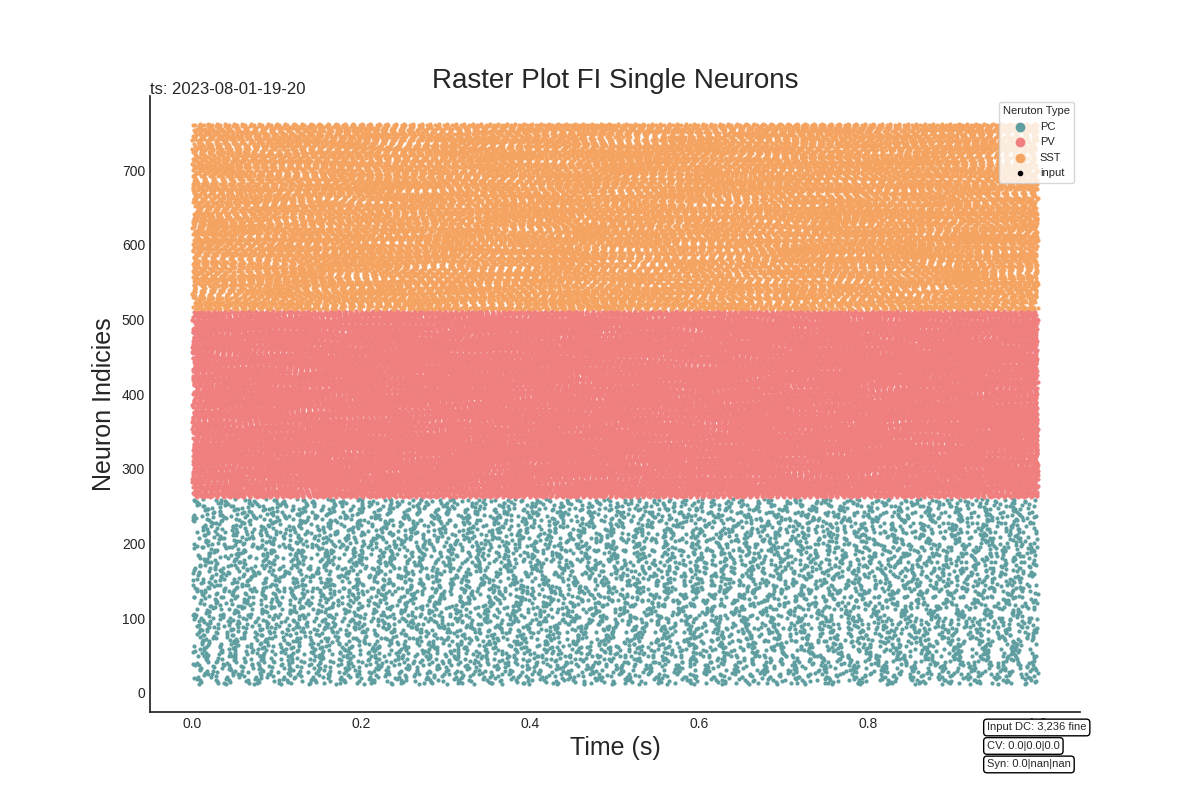 Raster Plot FI Single Neurons
ts: 2023-08-01-19-20
Neruton Type
PC
PV
SST
input
Neuron Indicies
700
600
500
400
300
200
100
0
0.0 0.2 0.4 0.6 0.8
Time (s)
Input DC: 3,236 fine
CV: 0.0|0.0|0.0
Syn: 0.0|nan|nan